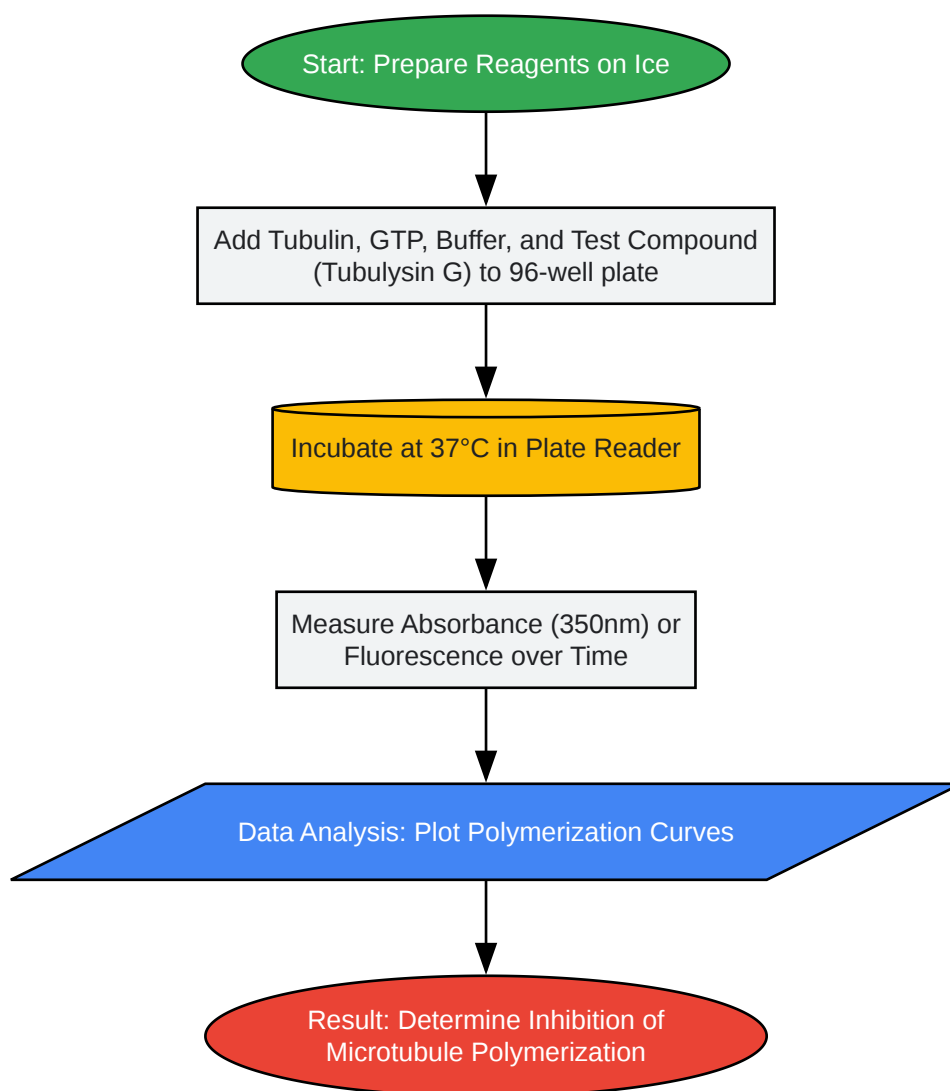 Start: Prepare Reagents on Ice
Add Tubulin, GTP, Buffer, and Test Compound
(Tubulysin G) to 96-well plate
Incubate at 37°C in Plate Reader
Measure Absorbance (350nm) or
Fluorescence over Time
Data Analysis: Plot Polymerization Curves
Result: Determine Inhibition of
Microtubule Polymerization